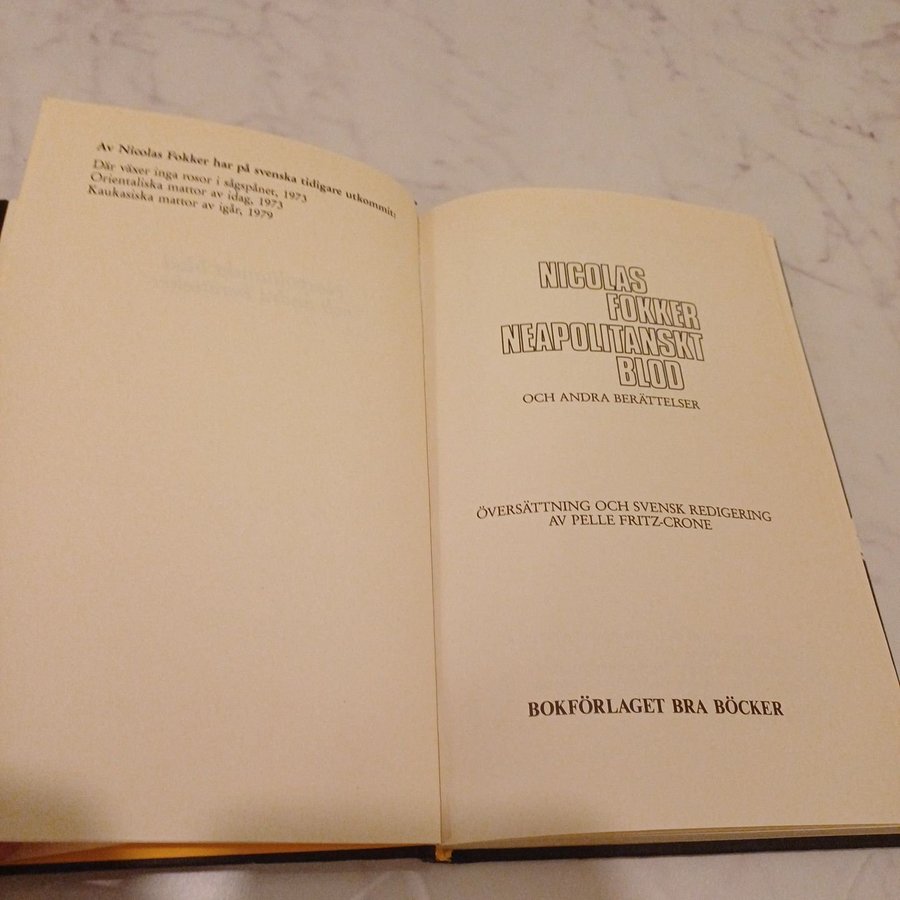 Av Nicolas Fokker har på svenska tidigare utkommit:
Där växer inga rosor i sågspånet, 1973
Orientaliska mattor av idag, 1973
Kaukasiska mattor av igår, 1979
NICOLAS
FOKKER
NEAPOLITANSKT
BLOD
OCH ANDRA BERÄTTELSER
ÖVERSÄTTNING OCH SVENSK REDIGERING
AV PELLE FRITZ-CRONE
BOKFÖRLAGET BRA BÖCKER